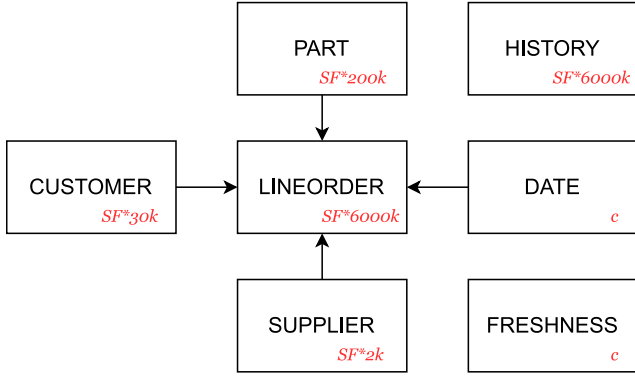 PART
SF*200k
HISTORY
SF*6000k
CUSTOMER
SF*30k
LINEORDER
SF*6000k
DATE
c
SUPPLIER
SF*2k
FRESHNESS
c